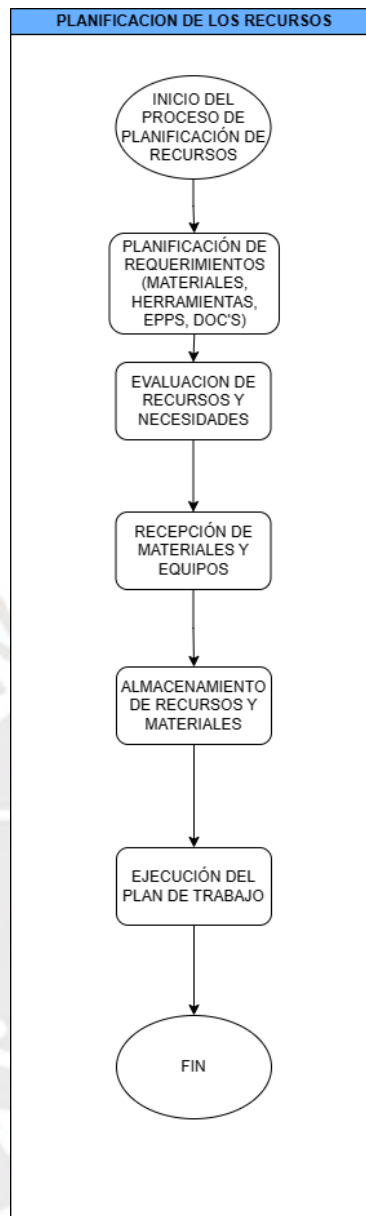 PLANIFICACION DE LOS RECURSOS
INICIO DEL
PROCESO DE
PLANIFICACIÓN DE
RECURSOS
PLANIFICACIÓN DE
REQUERIMIENTOS
(MATERIALES,
HERRAMIENTAS,
EPPS, DOC'S)
EVALUACION DE
RECURSOS Y
NECESIDADES
RECEPCIÓN DE
MATERIALES Y
EQUIPOS
ALMACENAMIENTO
DE RECURSOS Y
MATERIALES
EJECUCIÓN DEL
PLAN DE TRABAJO
FIN